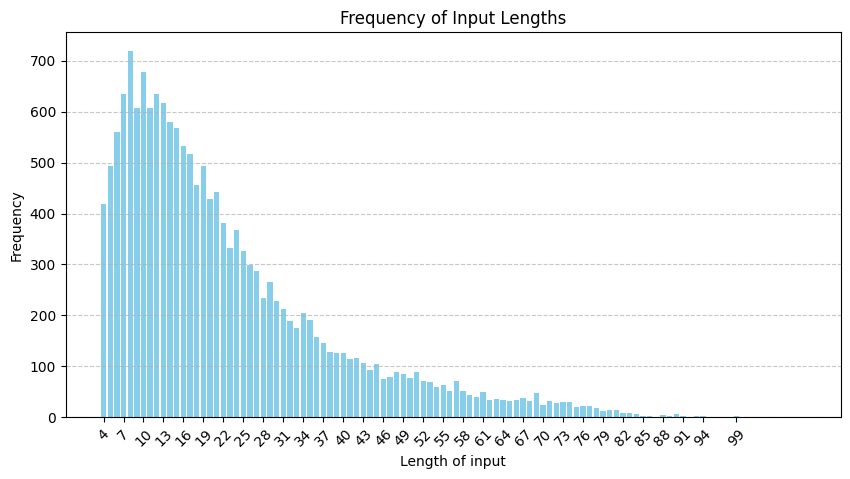 Frequency of Input Lengths
Frequency
700
600
500
400
300
200
100
0
4 7 10 13 16 19 22 25 28 31 34 37 40 43 46 49 52 55 58 61 64 67 70 73 76 79 82 85 88 91 94 99
Length of input